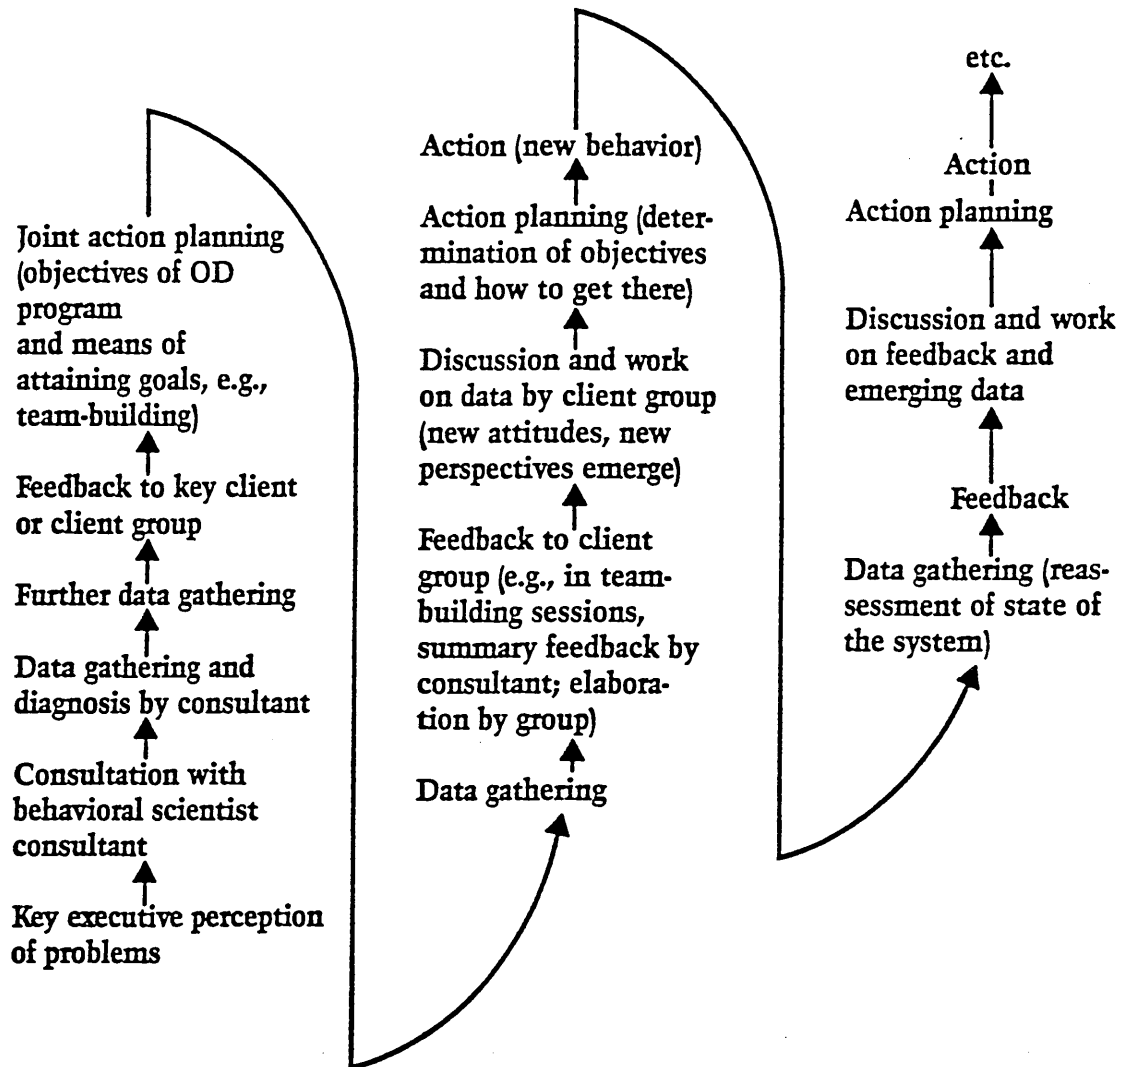 Joint action planning
(objectives of OD
program
and means of
attaining goals, e.g.,
team-building)
Feedback to key client
or client group
Further data gathering
Data gathering and
diagnosis by consultant
Consultation with
behavioral scientist
consultant
Key executive perception
of problems
Action (new behavior)
Action planning (deter-
mination of objectives
and how to get there)
Discussion and work
on data by client group
(new attitudes, new
perspectives emerge)
Feedback to client
group (e.g., in team-
building sessions,
summary feedback by
consultant; elabora-
tion by group)
Data gathering
etc.
Action
Action planning
Discussion and work
on feedback and
emerging data
Feedback
Data gathering (reas-
sessment of state of
the system)